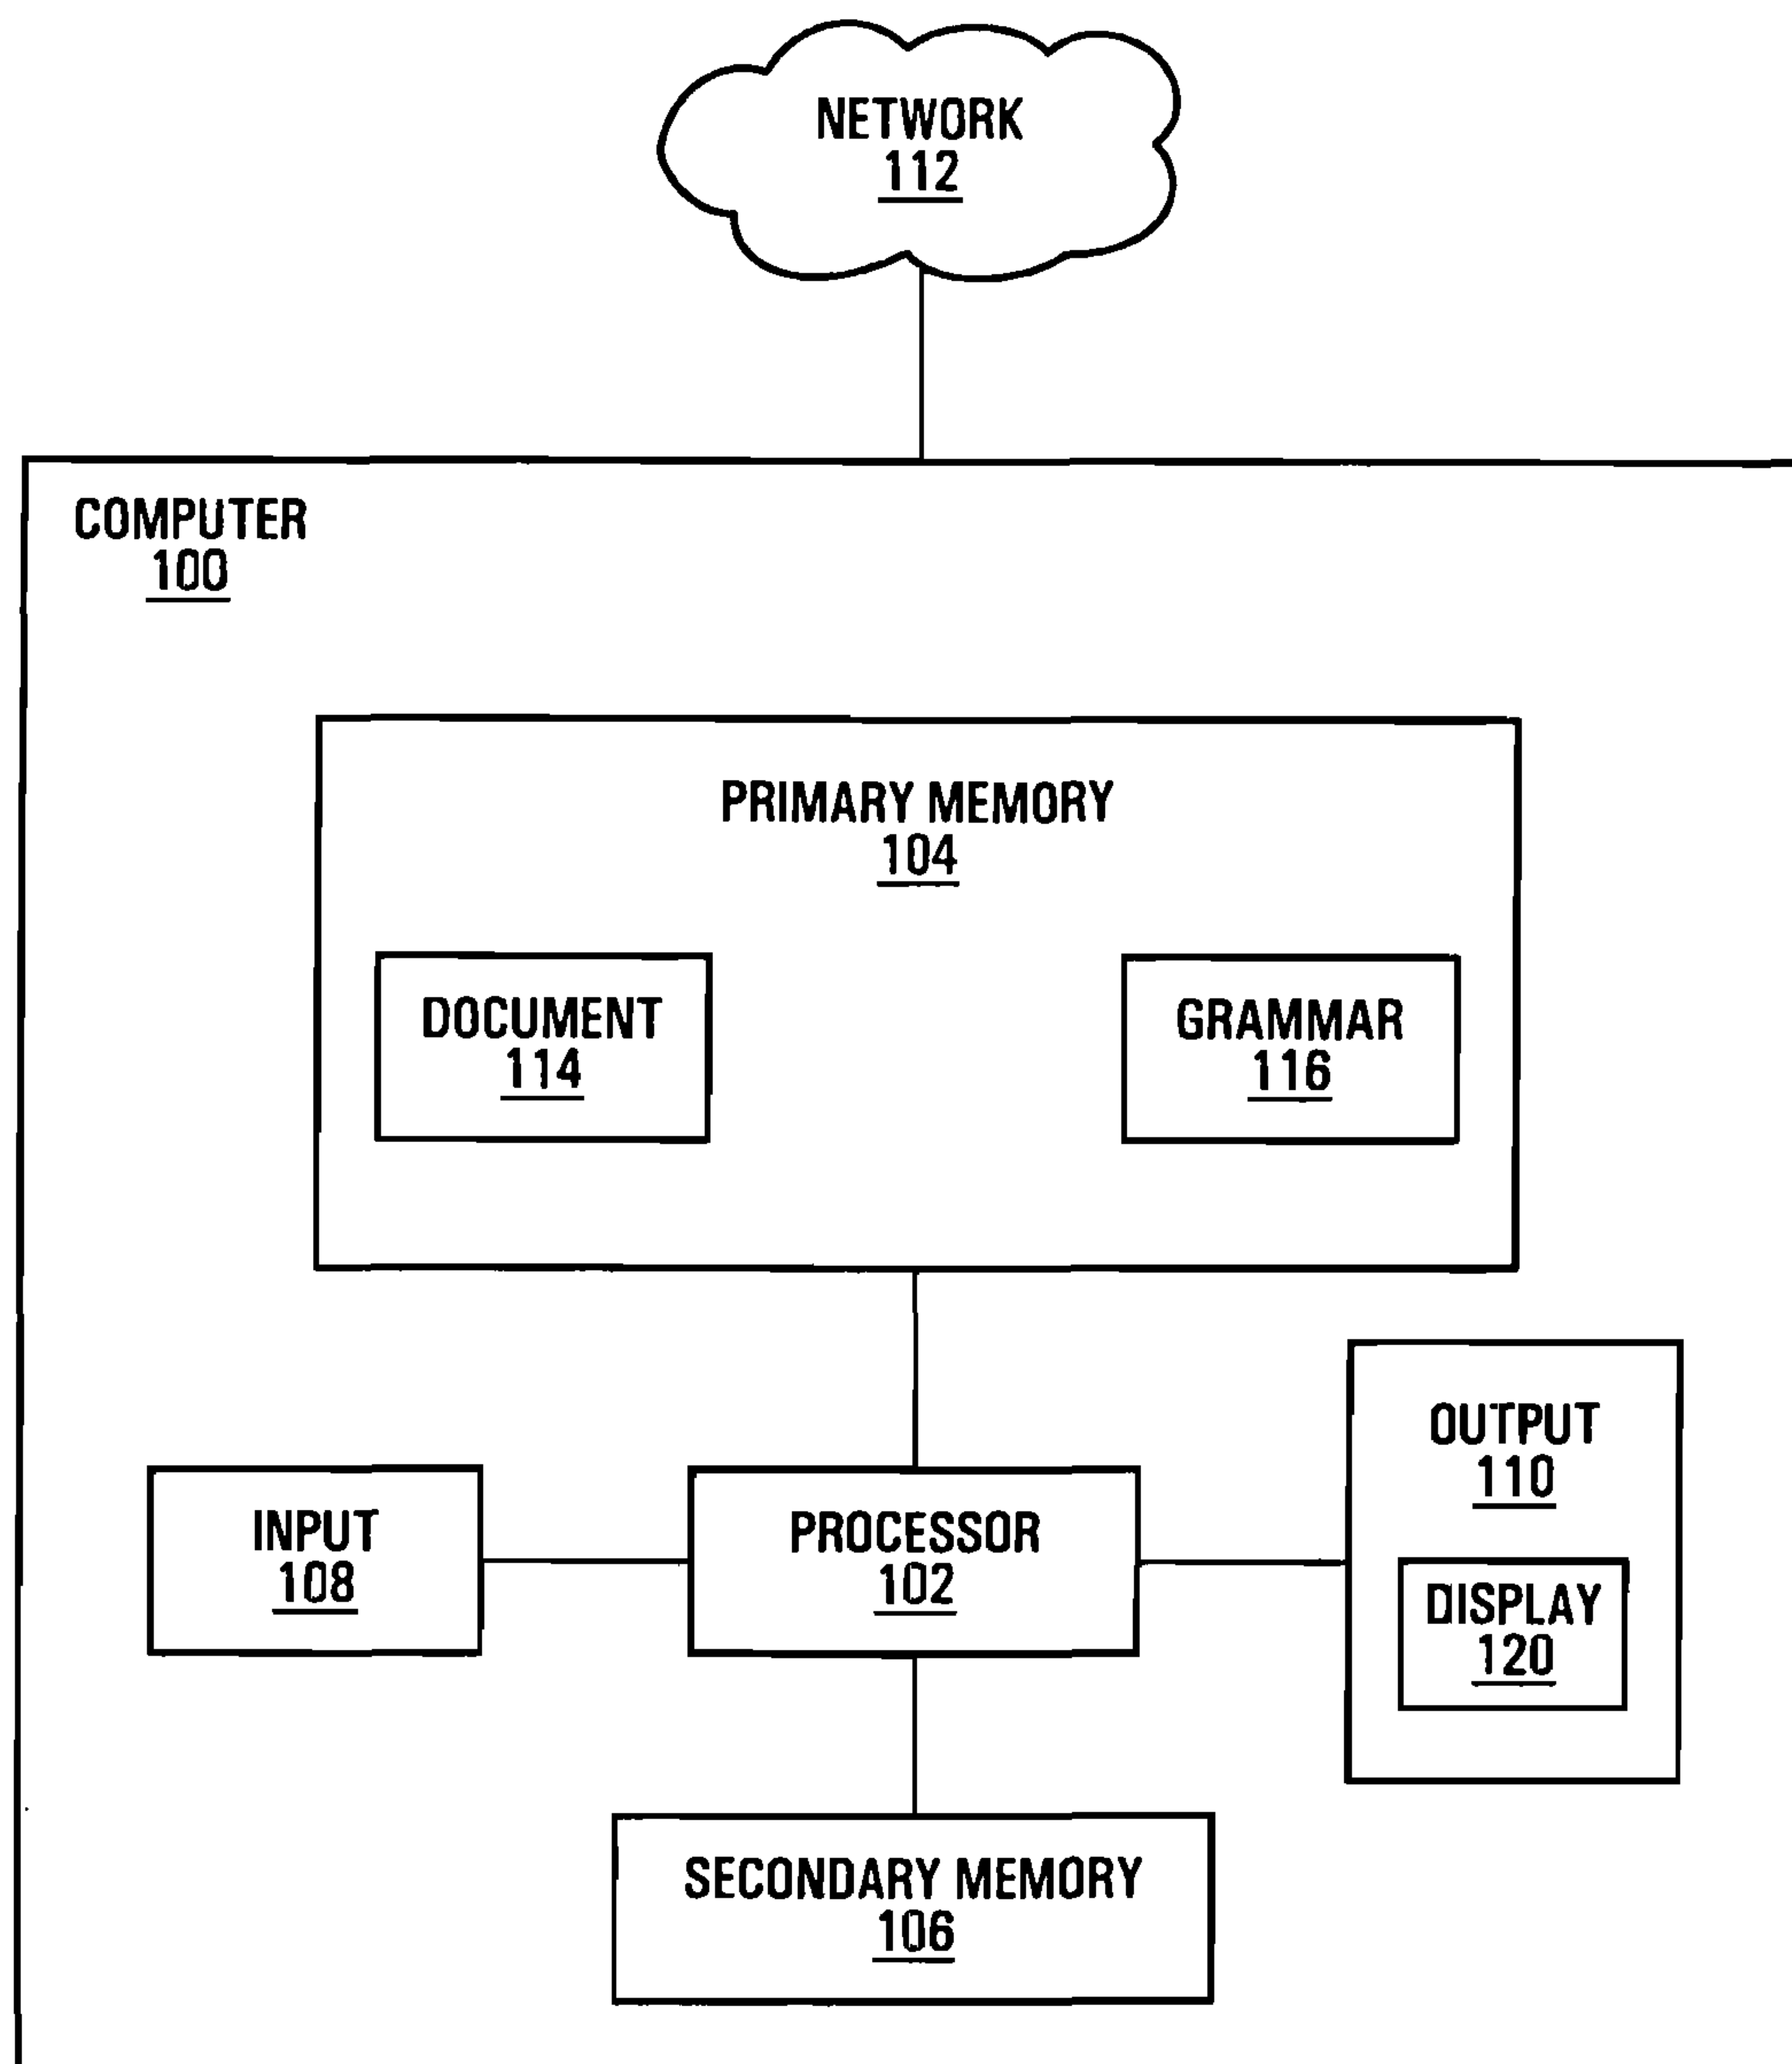 NETWORK
112
COMPUTER
100
PRIMARY MEMORY
104
DOCUMENT
114
GRAMMAR
116
OUTPUT
110
INPUT
108
PROCESSOR
102
DISPLAY
120
SECONDARY MEMORY
106